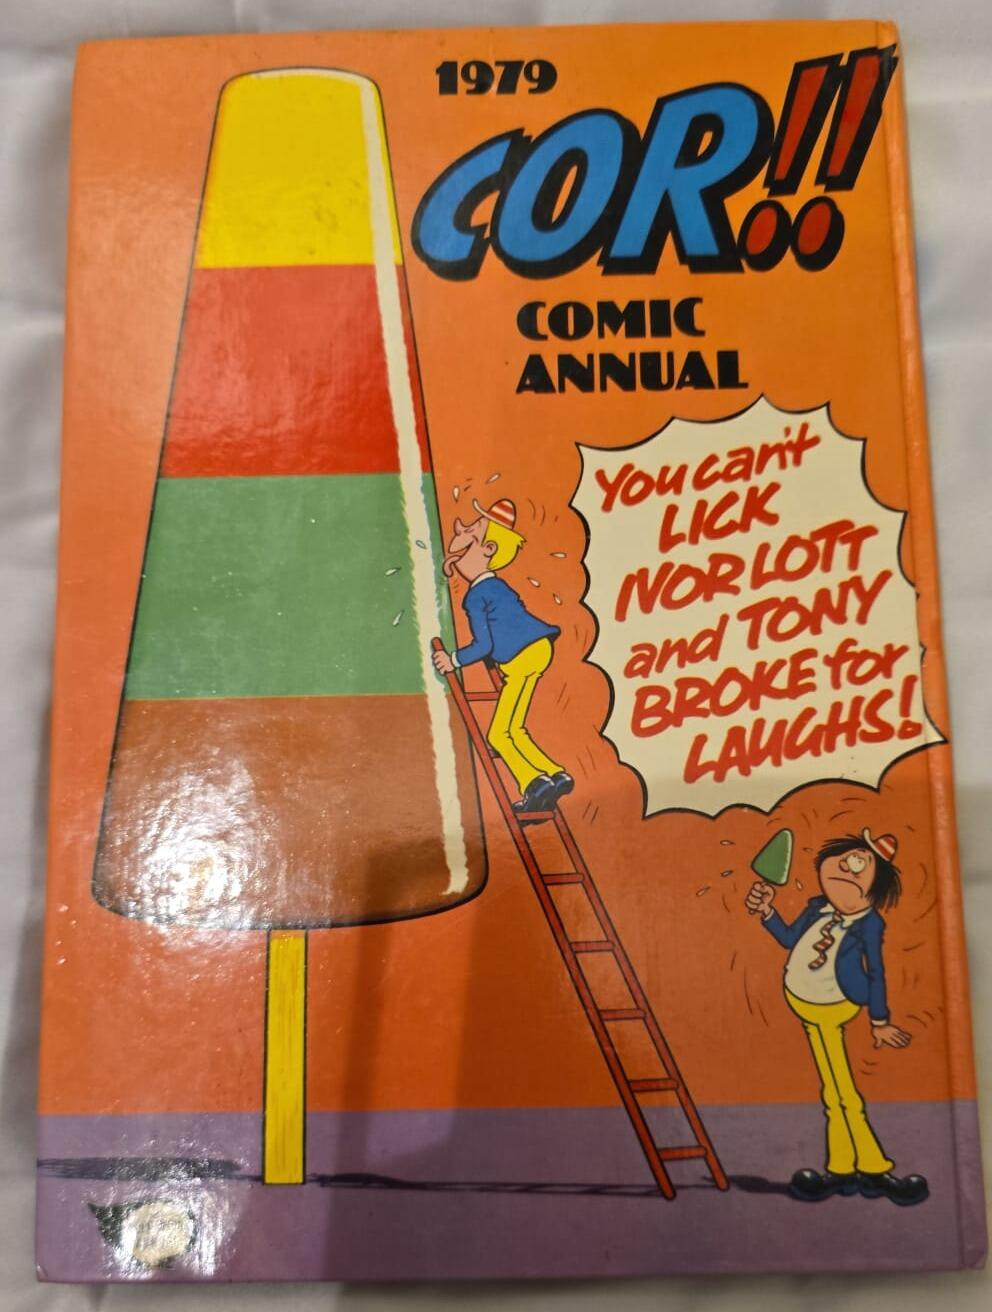 1979
COR!!
COMIC
ANNUAL
You can't
LICK
IVOR LOTT
and TONY
BROKE for
LAUGHS!